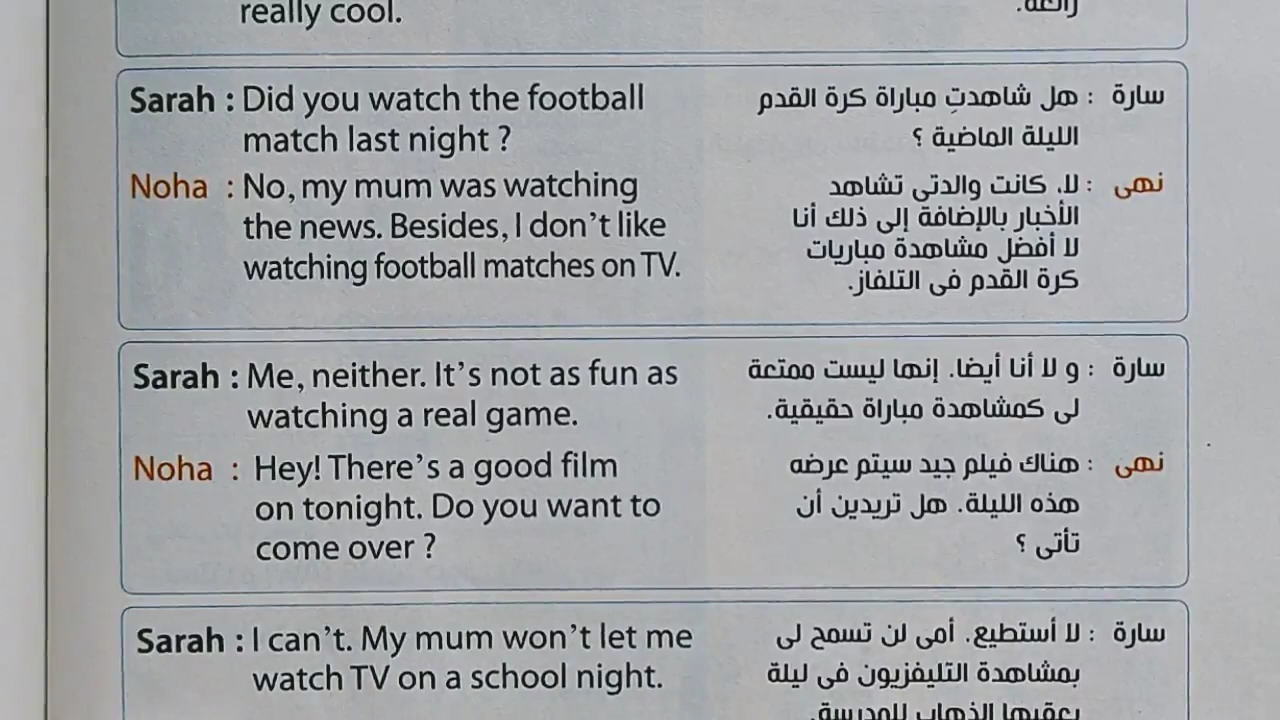 really cool.
رائعة.
Sarah : Did you watch the football
match last night ?
Noha : No, my mum was watching
the news. Besides, I don't like
watching football matches on TV.
سارة : هل شاهدتِ مباراة كرة القدم
الليلة الماضية ؟
نهى : لا، كانت والدتى تشاهد
الأخبار بالإضافة إلى ذلك أنا
لا أفضل مشاهدة مباريات
كرة القدم فى التلفاز.
Sarah : Me, neither. It's not as fun as
watching a real game.
Noha : Hey! There's a good film
on tonight. Do you want to
come over ?
سارة : و لا أنا أيضا. إنها ليست ممتعة
لى كمشاهدة مباراة حقيقية.
نهى : هناك فيلم جيد سيتم عرضه
هذه الليلة. هل تريدين أن
تأتى ؟
Sarah : I can't. My mum won't let me
watch TV on a school night.
سارة : لا أستطيع. أمى لن تسمح لى
بمشاهدة التليفزيون فى ليلة
يعقبها الذهاب للمدرسة.